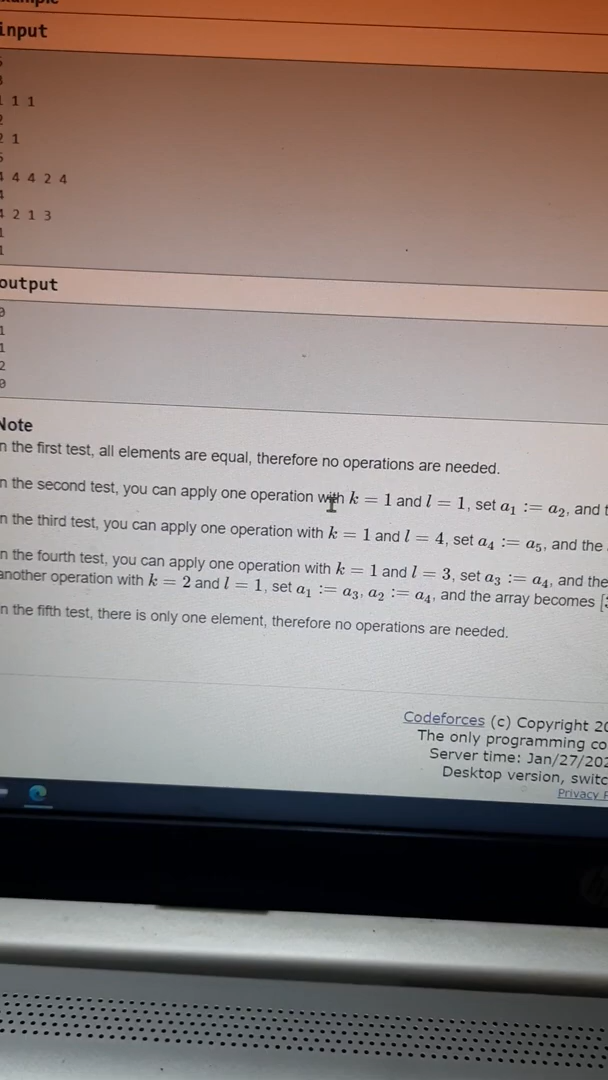 input
1 1
1
4 4 2 4
2 1 3
output
Note
the first test, all elements are equal, therefore no operations are needed.
the second test, you can apply one operation with k = 1 and l = 1, set a₁ := a₂, and
the third test, you can apply one operation with k = 1 and l = 4, set a₄ := a₅, and the
the fourth test, you can apply one operation with k = 1 and l = 3, set a₃ := a₄, and the
another operation with k = 2 and l = 1, set a₁ := a₃, a₂ := a₄, and the array becomes [
the fifth test, there is only one element, therefore no operations are needed.
Codeforces (c) Copyright 20
The only programming co
Server time: Jan/27/202
Desktop version, switc
Privacy P